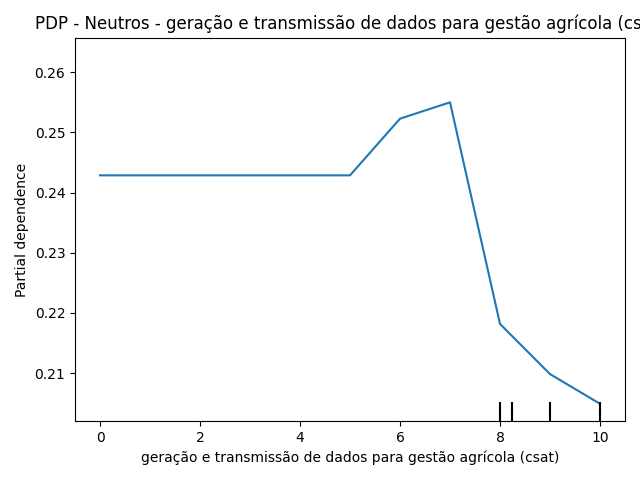 PDP - Neutros - geração e transmissão de dados para gestão agrícola (cs
0.26
0.25
0.24
0.23
0.22
0.21
Partial dependence
0 2 4 6 8 10
geração e transmissão de dados para gestão agrícola (csat)